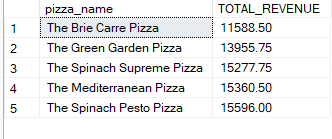 pizza_name TOTAL_REVENUE
1 The Brie Carre Pizza 11588.50
2 The Green Garden Pizza 13955.75
3 The Spinach Supreme Pizza 15277.75
4 The Mediterranean Pizza 15360.50
5 The Spinach Pesto Pizza 15596.00